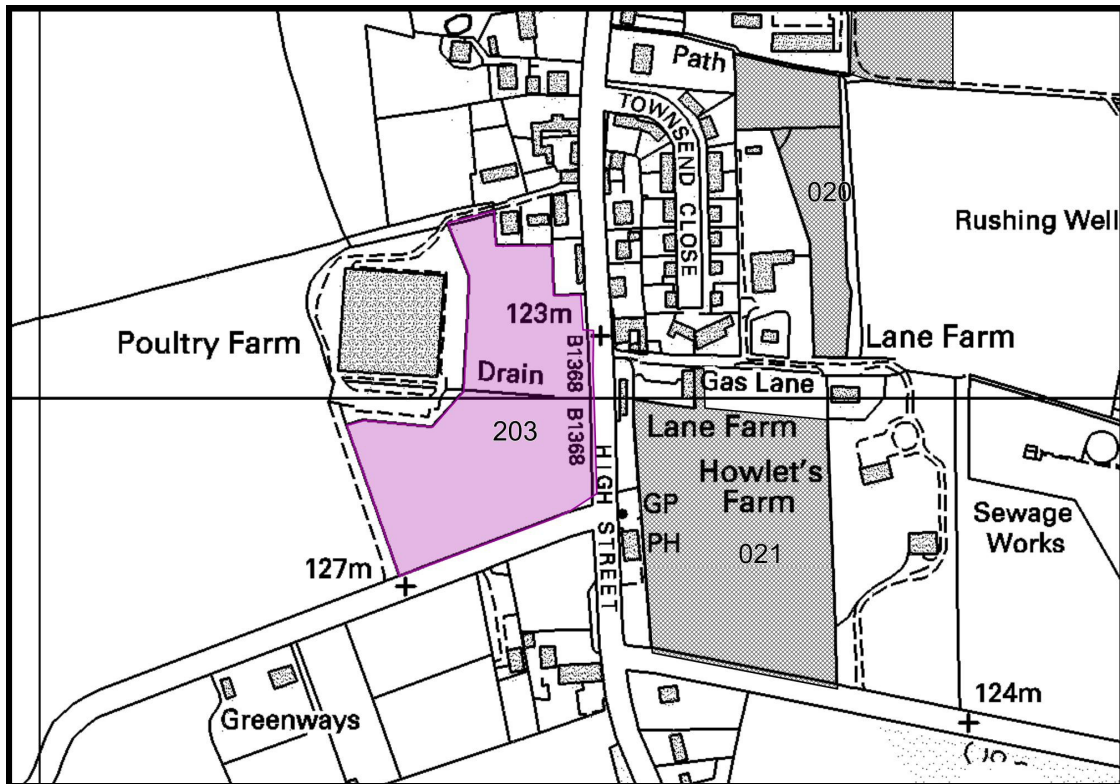 Path
TOWNSEND CLOSE
020
Rushing Well
123m
Poultry Farm
Lane Farm
B1368
Drain
Gas Lane
B1368
203
Lane Farm
HIGH STREET
Howlet's
Farm
GP
Sewage
Works
PH
021
127m
124m
Greenways